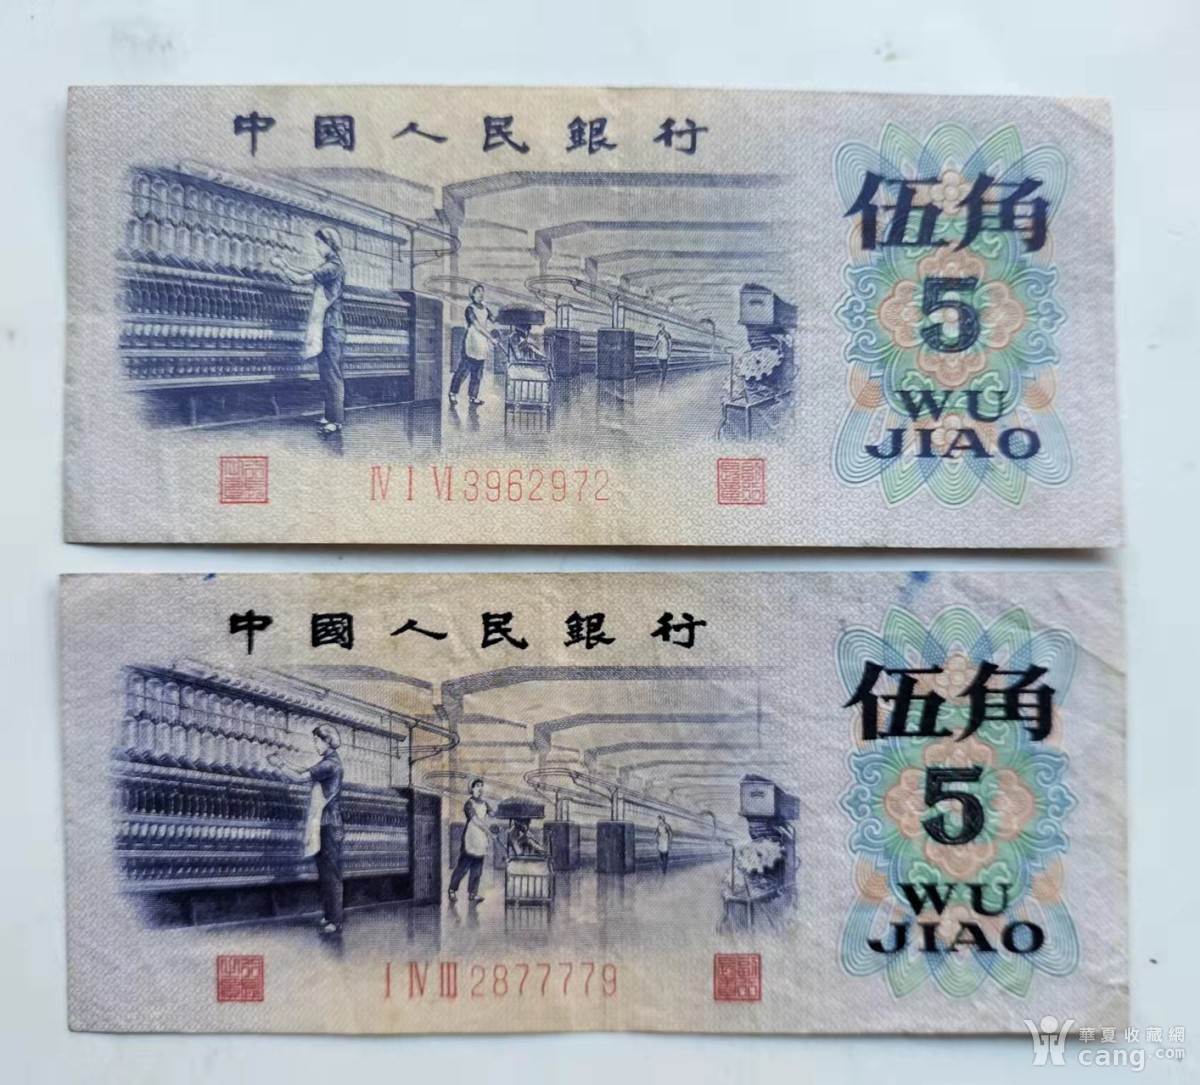 中國人民銀行
伍角
5
WU
JIAO
Ⅳ Ⅰ Ⅵ 3962972
中國人民銀行
伍角
5
WU
JIAO
Ⅰ Ⅳ Ⅲ 2877779
華夏收藏網
cang.com